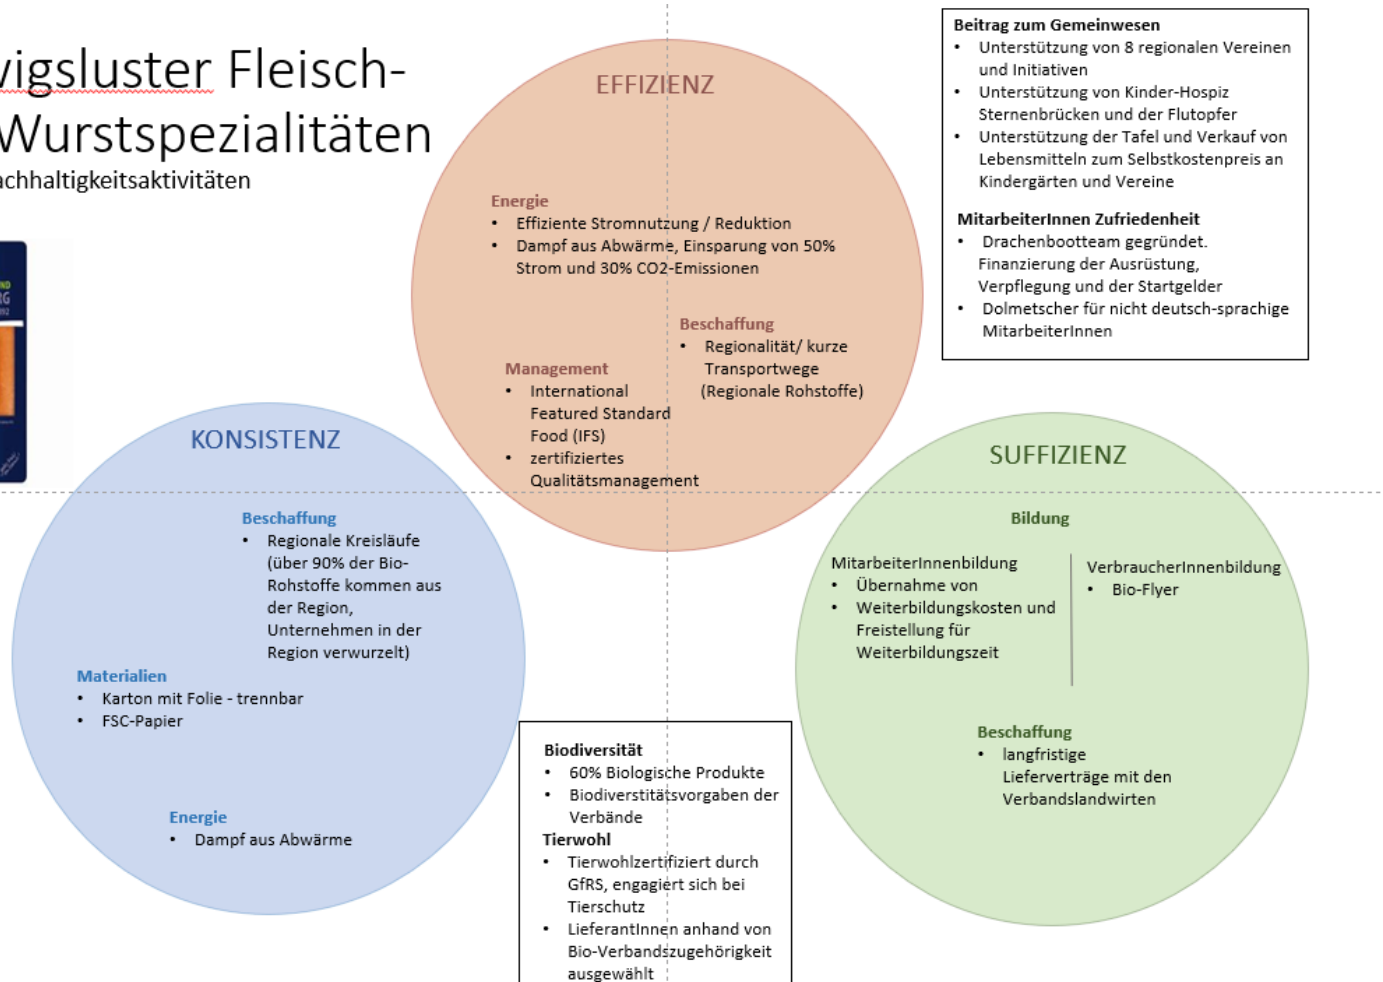 vigsluster Fleisch-
Wurstspezialitäten
achhaltigkeitsaktivitäten
ND
RG
892
EFFIZIENZ
Energie
• Effiziente Stromnutzung / Reduktion
• Dampf aus Abwärme, Einsparung von 50%
Strom und 30% CO2-Emissionen
Beschaffung
• Regionalität/ kurze
Transportwege
(Regionale Rohstoffe)
Management
• International
Featured Standard
Food (IFS)
• zertifiziertes
Qualitätsmanagement
Beitrag zum Gemeinwesen
• Unterstützung von 8 regionalen Vereinen
und Initiativen
• Unterstützung von Kinder-Hospiz
Sternenbrücken und der Flutopfer
• Unterstützung der Tafel und Verkauf von
Lebensmitteln zum Selbstkostenpreis an
Kindergärten und Vereine
MitarbeiterInnen Zufriedenheit
• Drachenbootteam gegründet.
Finanzierung der Ausrüstung,
Verpflegung und der Startgelder
• Dolmetscher für nicht deutsch-sprachige
MitarbeiterInnen
KONSISTENZ
Beschaffung
• Regionale Kreisläufe
(über 90% der Bio-
Rohstoffe kommen aus
der Region,
Unternehmen in der
Region verwurzelt)
Materialien
• Karton mit Folie - trennbar
• FSC-Papier
Energie
• Dampf aus Abwärme
Biodiversität
• 60% Biologische Produkte
• Biodiverstitätsvorgaben der
Verbände
Tierwohl
• Tierwohlzertifiziert durch
GfRS, engagiert sich bei
Tierschutz
• LieferantInnen anhand von
Bio-Verbandszugehörigkeit
ausgewählt
SUFFIZIENZ
Bildung
MitarbeiterInnenbildung
• Übernahme von
• Weiterbildungskosten und
Freistellung für
Weiterbildungszeit
VerbraucherInnenbildung
• Bio-Flyer
Beschaffung
• langfristige
Lieferverträge mit den
Verbandslandwirten